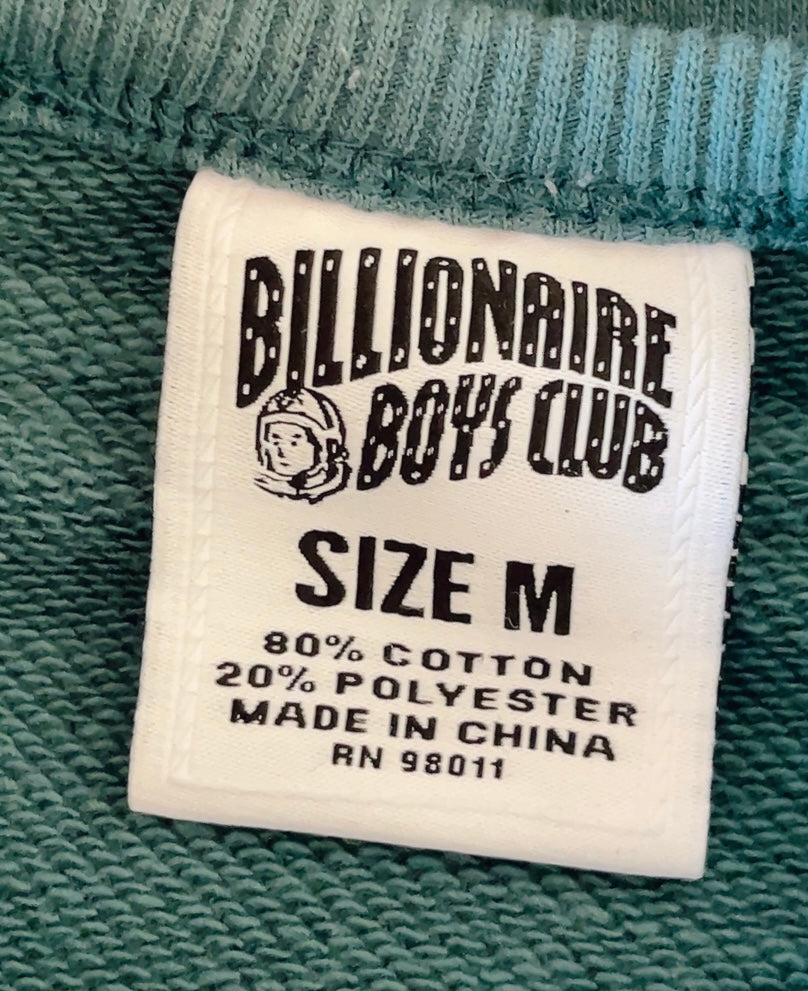 BILLIONAIRE
BOYS CLUB
SIZE M
80% COTTON
20% POLYESTER
MADE IN CHINA
RN 98011